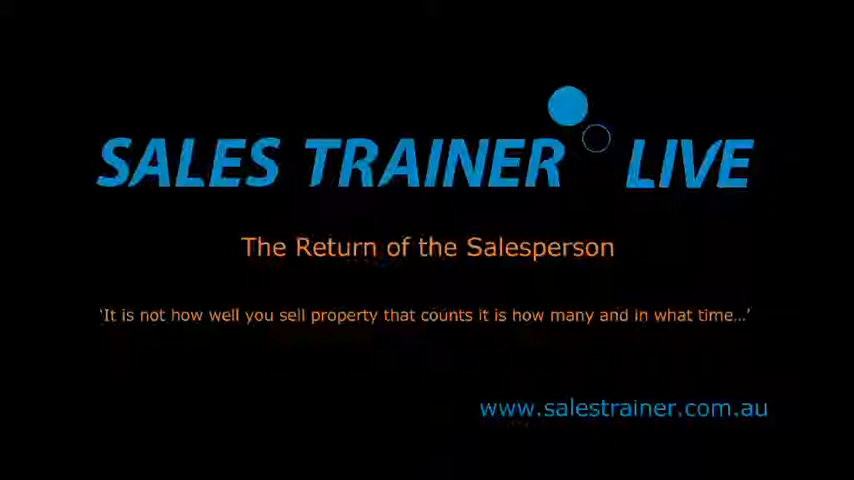 SALES TRAINER LIVE
The Return of the Salesperson
'It is not how well you sell property that counts it is how many and in what time...'
www.salestrainer.com.au